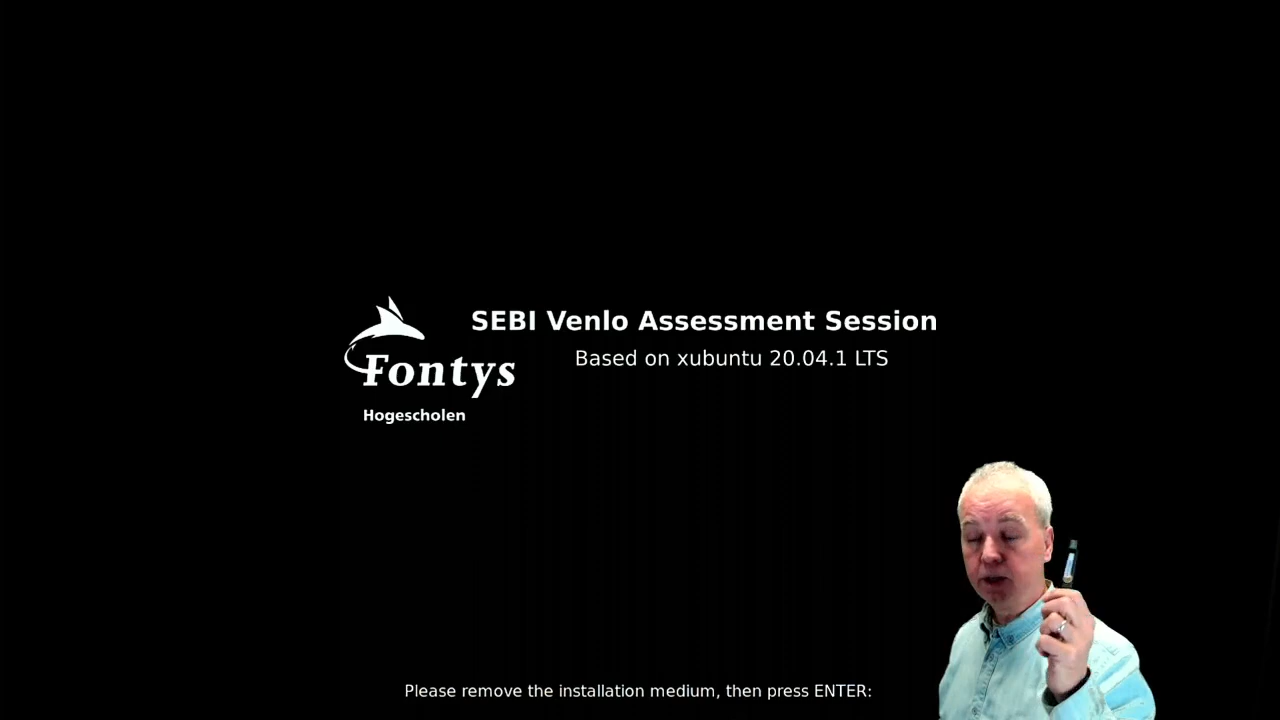 SEBI Venlo Assessment Session
Based on xubuntu 20.04.1 LTS
Fontys
Hogescholen
Please remove the installation medium, then press ENTER: